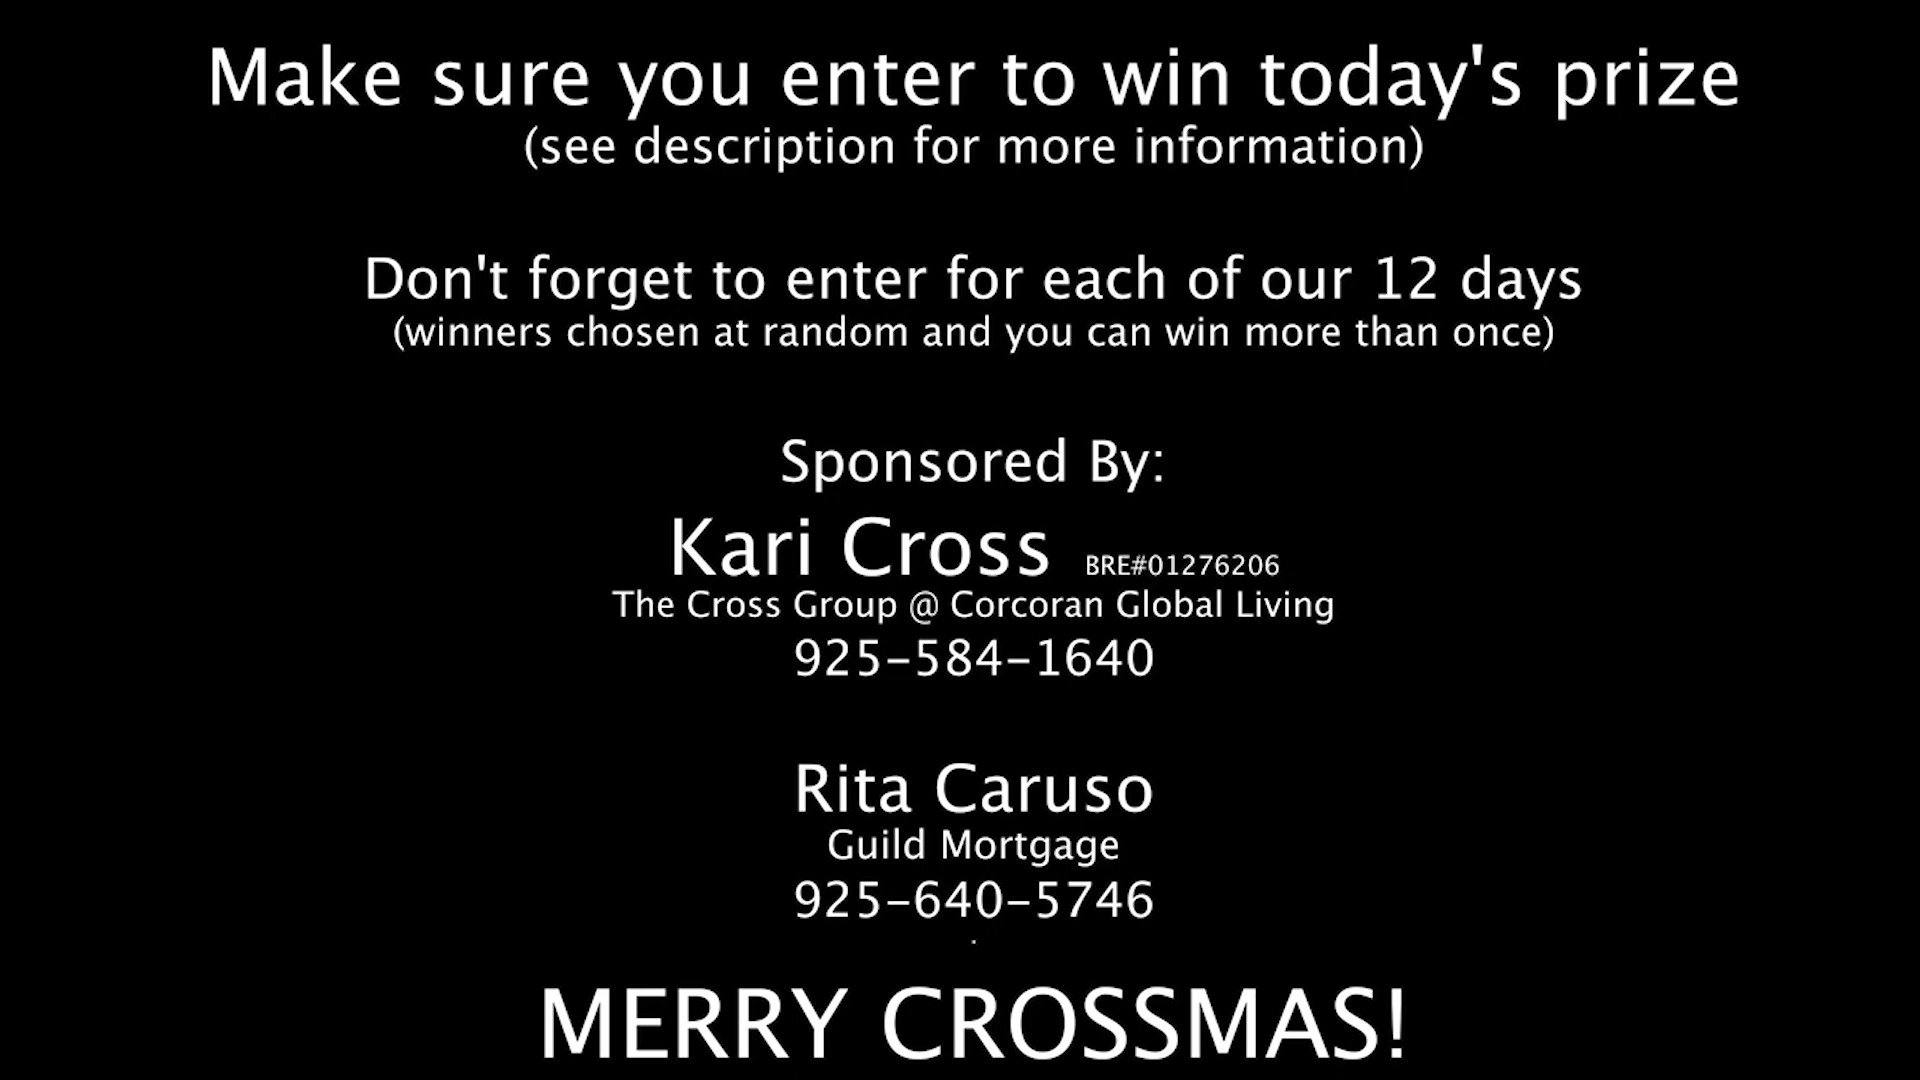 Make sure you enter to win today's prize
(see description for more information)
Don't forget to enter for each of our 12 days
(winners chosen at random and you can win more than once)
Sponsored By:
Kari Cross BRE#01276206
The Cross Group @ Corcoran Global Living
925-584-1640
Rita Caruso
Guild Mortgage
925-640-5746
.
MERRY CROSSMAS!